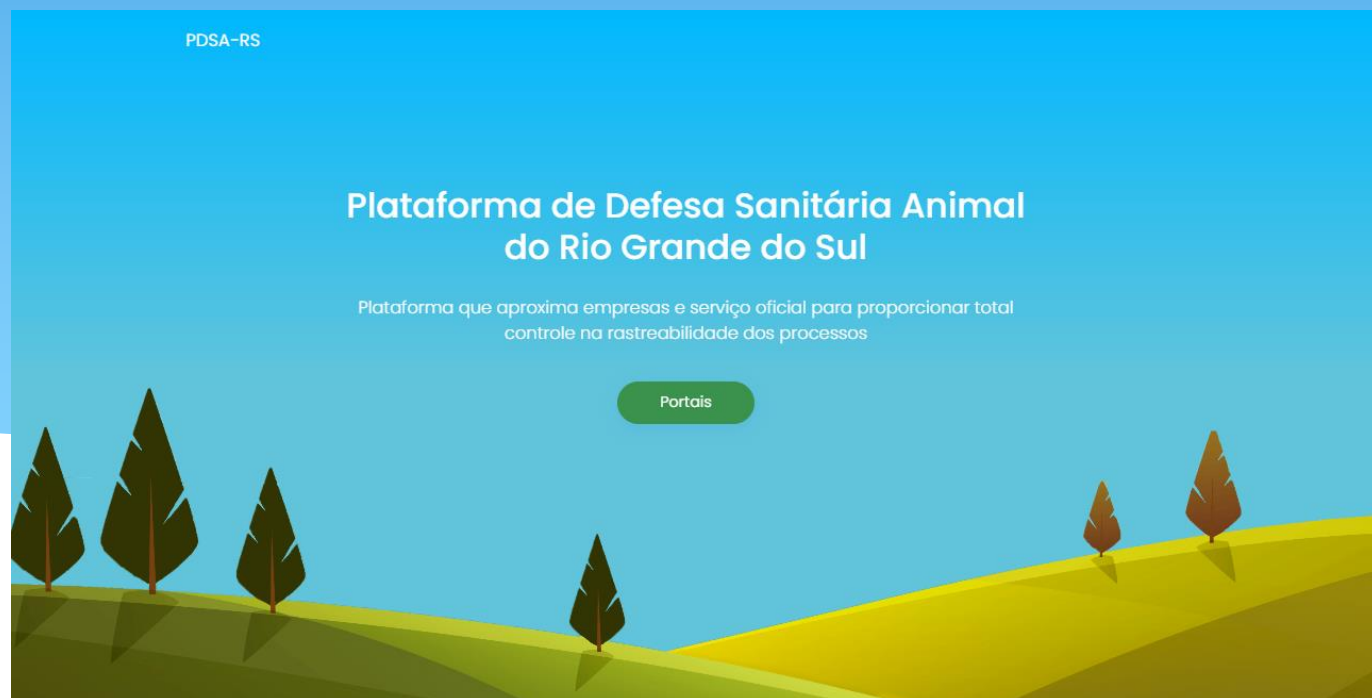 PDSA-RS
Plataforma de Defesa Sanitária Animal
do Rio Grande do Sul
Plataforma que aproxima empresas e serviço oficial para proporcionar total
controle na rastreabilidade dos processos
Portais